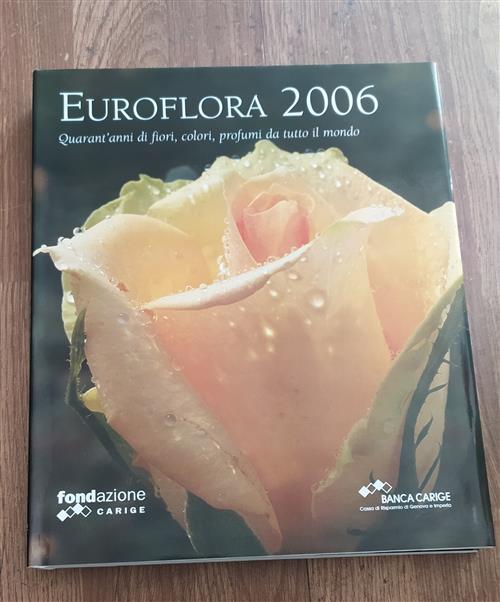 EUROFLORA 2006
Quarant'anni di fiori, colori, profumi da tutto il mondo
fondazione
CARIGE
BANCA CARIGE
Cassa di Risparmio di Genova e Imperia